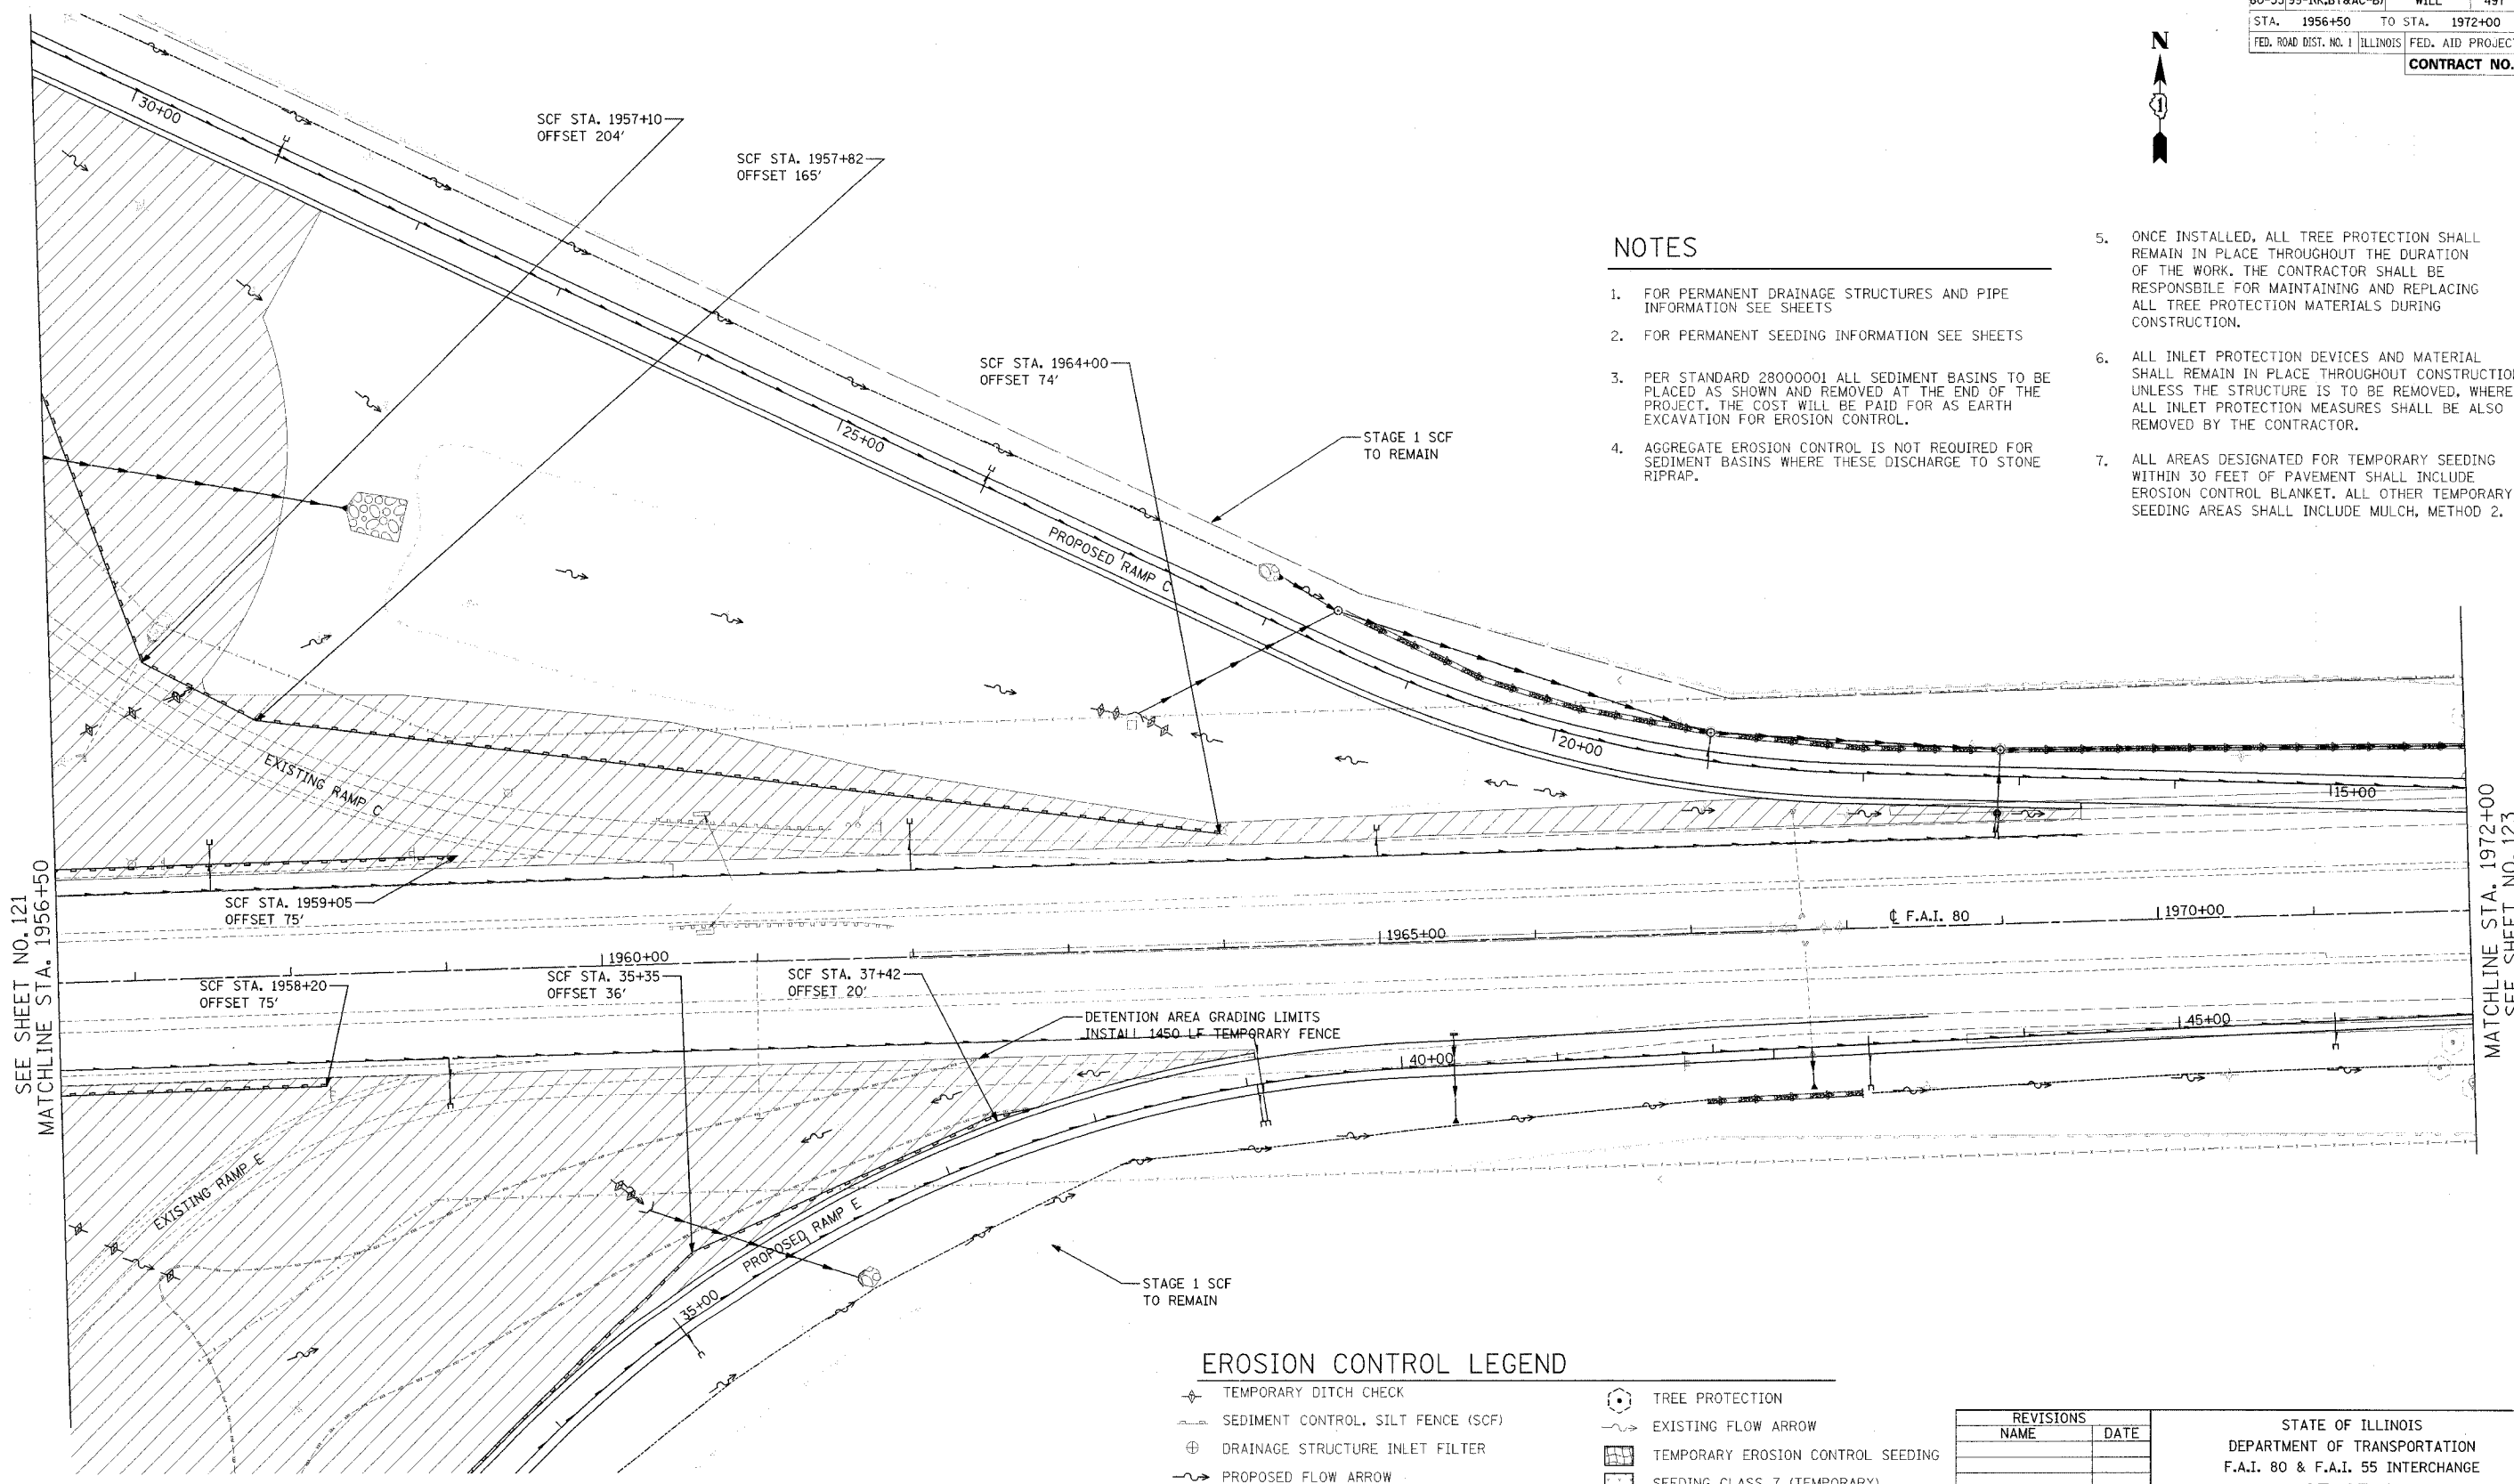 WILL 491
STA. 1956+50 TO STA. 1972+00
FED. ROAD DIST. NO. 1 ILLINOIS FED. AID PROJECT
CONTRACT NO.
N
1
30+00
SCF STA. 1957+10
OFFSET 204'
SCF STA. 1957+82
OFFSET 165'
SCF STA. 1964+00
OFFSET 74'
STAGE 1 SCF
TO REMAIN
25+00
PROPOSED RAMP C
NOTES
1. FOR PERMANENT DRAINAGE STRUCTURES AND PIPE
INFORMATION SEE SHEETS
2. FOR PERMANENT SEEDING INFORMATION SEE SHEETS
3. PER STANDARD 28000001 ALL SEDIMENT BASINS TO BE
PLACED AS SHOWN AND REMOVED AT THE END OF THE
PROJECT. THE COST WILL BE PAID FOR AS EARTH
EXCAVATION FOR EROSION CONTROL.
4. AGGREGATE EROSION CONTROL IS NOT REQUIRED FOR
SEDIMENT BASINS WHERE THESE DISCHARGE TO STONE
RIPRAP.
5. ONCE INSTALLED, ALL TREE PROTECTION SHALL
REMAIN IN PLACE THROUGHOUT THE DURATION
OF THE WORK. THE CONTRACTOR SHALL BE
RESPONSBILE FOR MAINTAINING AND REPLACING
ALL TREE PROTECTION MATERIALS DURING
CONSTRUCTION.
6. ALL INLET PROTECTION DEVICES AND MATERIAL
SHALL REMAIN IN PLACE THROUGHOUT CONSTRUCTION
UNLESS THE STRUCTURE IS TO BE REMOVED, WHERE
ALL INLET PROTECTION MEASURES SHALL BE ALSO
REMOVED BY THE CONTRACTOR.
7. ALL AREAS DESIGNATED FOR TEMPORARY SEEDING
WITHIN 30 FEET OF PAVEMENT SHALL INCLUDE
EROSION CONTROL BLANKET. ALL OTHER TEMPORARY
SEEDING AREAS SHALL INCLUDE MULCH, METHOD 2.
20+00
15+00
EXISTING RAMP C
SEE SHEET NO. 121
MATCHLINE STA. 1956+50
SCF STA. 1959+05
OFFSET 75'
1960+00
1965+00
℄ F.A.I. 80
1970+00
MATCHLINE STA. 1972+00
SEE SHEET NO. 123
SCF STA. 1958+20
OFFSET 75'
SCF STA. 35+35
OFFSET 36'
SCF STA. 37+42
OFFSET 20'
DETENTION AREA GRADING LIMITS
INSTALL 1450 LF TEMPORARY FENCE
40+00
45+00
EXISTING RAMP E
PROPOSED RAMP E
35+00
STAGE 1 SCF
TO REMAIN
EROSION CONTROL LEGEND
TEMPORARY DITCH CHECK
SEDIMENT CONTROL, SILT FENCE (SCF)
DRAINAGE STRUCTURE INLET FILTER
PROPOSED FLOW ARROW
TREE PROTECTION
EXISTING FLOW ARROW
TEMPORARY EROSION CONTROL SEEDING
SEEDING CLASS 7 (TEMPORARY)
REVISIONS
NAME DATE
STATE OF ILLINOIS
DEPARTMENT OF TRANSPORTATION
F.A.I. 80 & F.A.I. 55 INTERCHANGE